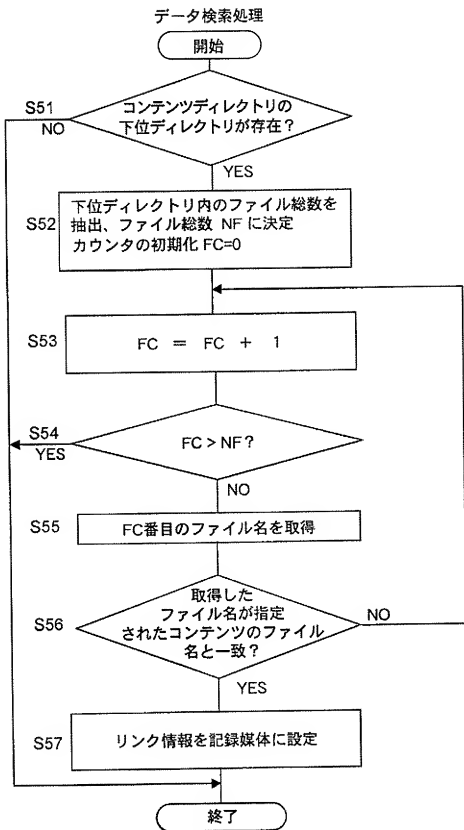 データ検索処理
開始
S51
NO
コンテンツディレクトリの
下位ディレクトリが存在？
YES
S52
下位ディレクトリ内のファイル総数を
抽出、ファイル総数 NF に決定
カウンタの初期化 FC=0
S53
FC = FC + 1
S54
YES
FC > NF？
NO
S55
FC番目のファイル名を取得
S56
取得した
ファイル名が指定
されたコンテンツのファイル
名と一致？
NO
YES
S57
リンク情報を記録媒体に設定
終了